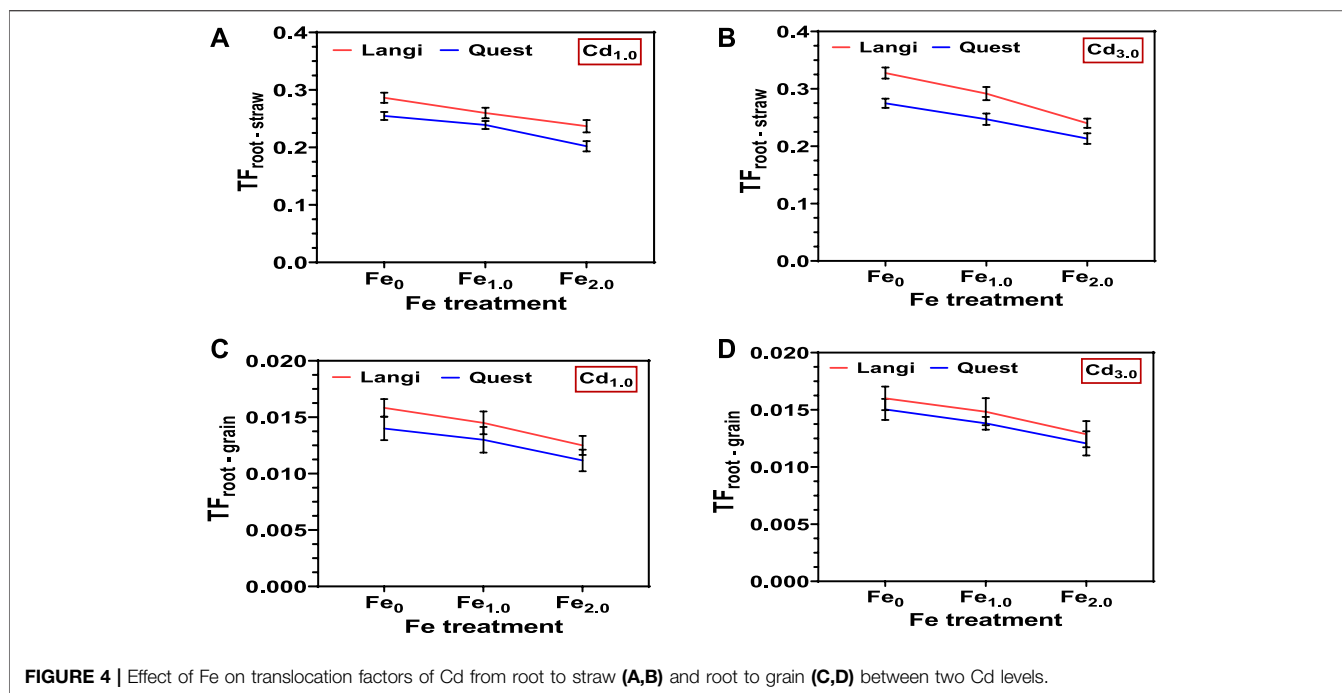 A
Langi
Quest
Cd1.0
TFroot - straw
0.4
0.3
0.2
0.1
0.0
Fe0
Fe1.0
Fe2.0
Fe treatment
B
Langi
Quest
Cd3.0
TFroot - straw
0.4
0.3
0.2
0.1
0.0
Fe0
Fe1.0
Fe2.0
Fe treatment
C
Langi
Quest
Cd1.0
TFroot - grain
0.020
0.015
0.010
0.005
0.000
Fe0
Fe1.0
Fe2.0
Fe treatment
D
Langi
Quest
Cd3.0
TFroot - grain
0.020
0.015
0.010
0.005
0.000
Fe0
Fe1.0
Fe2.0
Fe treatment
FIGURE 4 | Effect of Fe on translocation factors of Cd from root to straw (A,B) and root to grain (C,D) between two Cd levels.